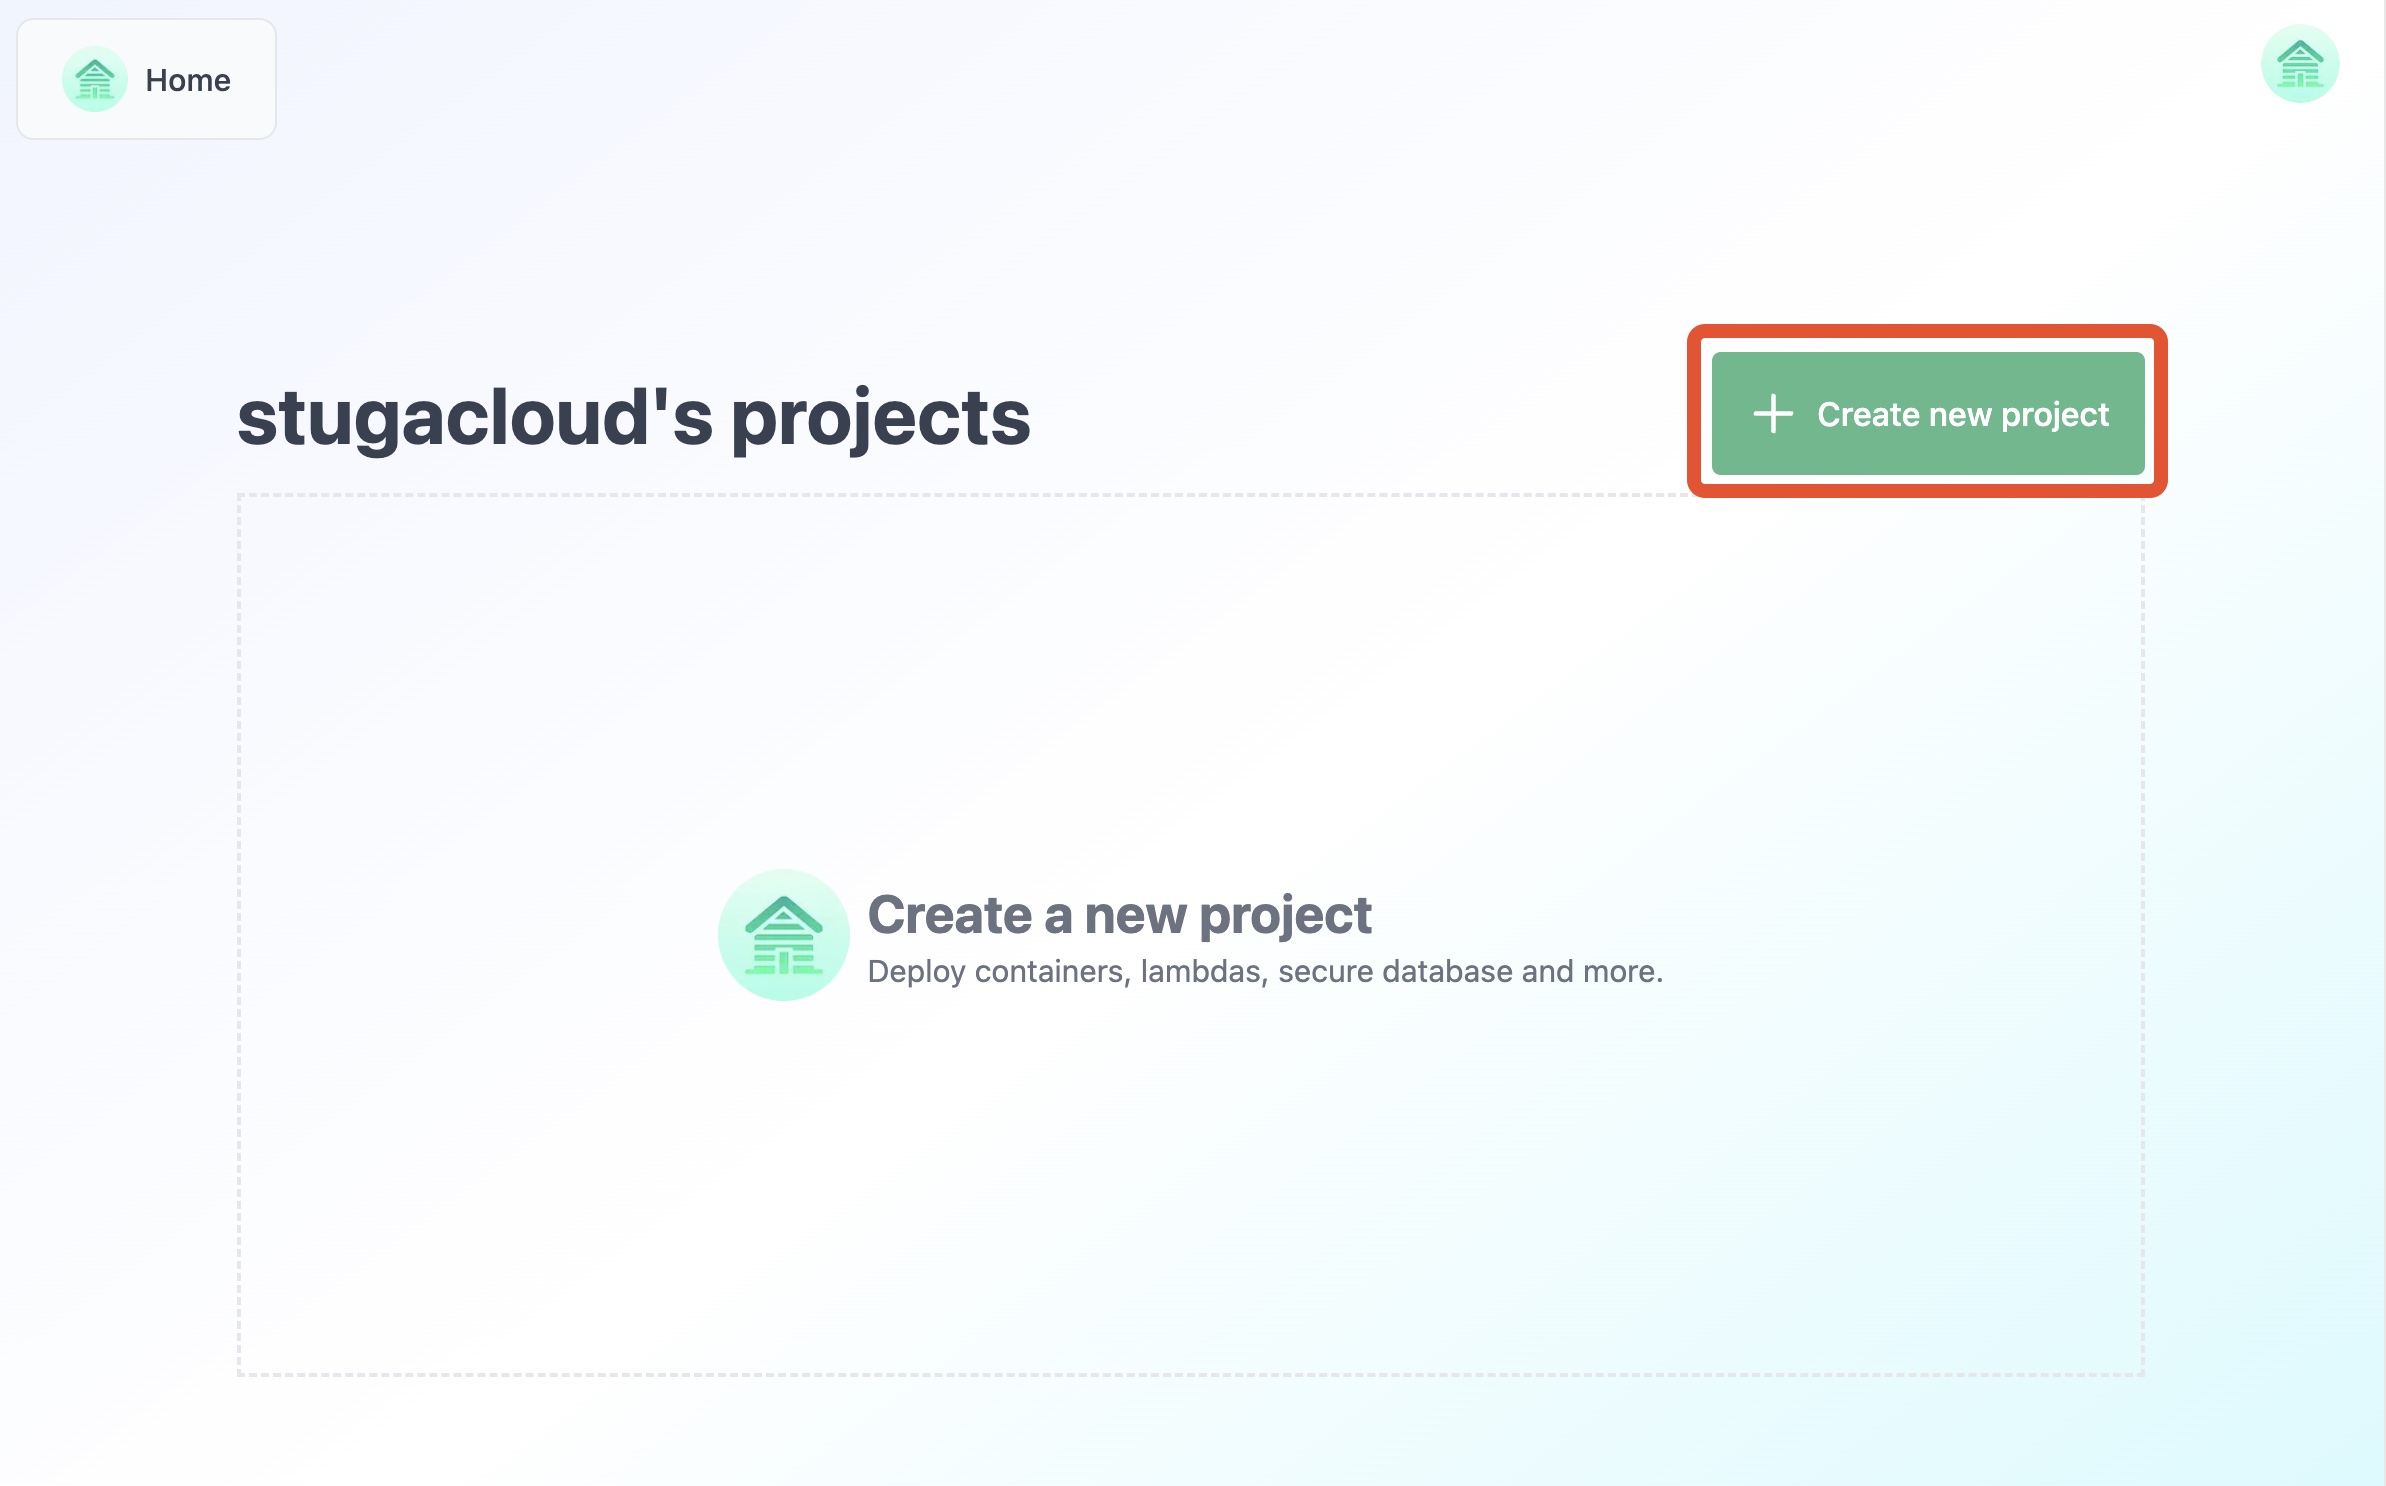 Home
stugacloud's projects
Create new project
Create a new project
Deploy containers, lambdas, secure database and more.